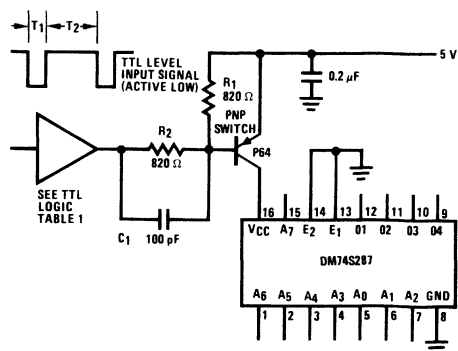 T₁ T₂
TTL LEVEL
INPUT SIGNAL
(ACTIVE LOW)
5 V
0.2 μF
R₁
820 Ω
PNP
SWITCH
R₂
820 Ω
P64
SEE TTL
LOGIC
TABLE 1
C₁
100 pF
16 15 14 13 12 11 10 9
VCC A₇ E₂ E₁ 01 02 03 04
DM74S287
A₆ A₅ A₄ A₃ A₀ A₁ A₂ GND
1 2 3 4 5 6 7 8